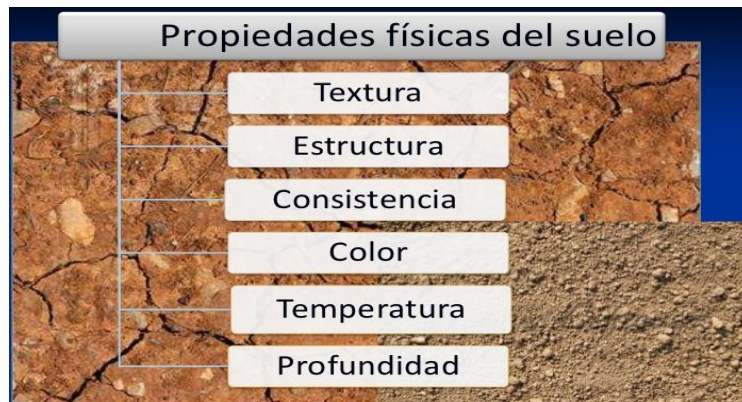 Propiedades físicas del suelo
Textura
Estructura
Consistencia
Color
Temperatura
Profundidad